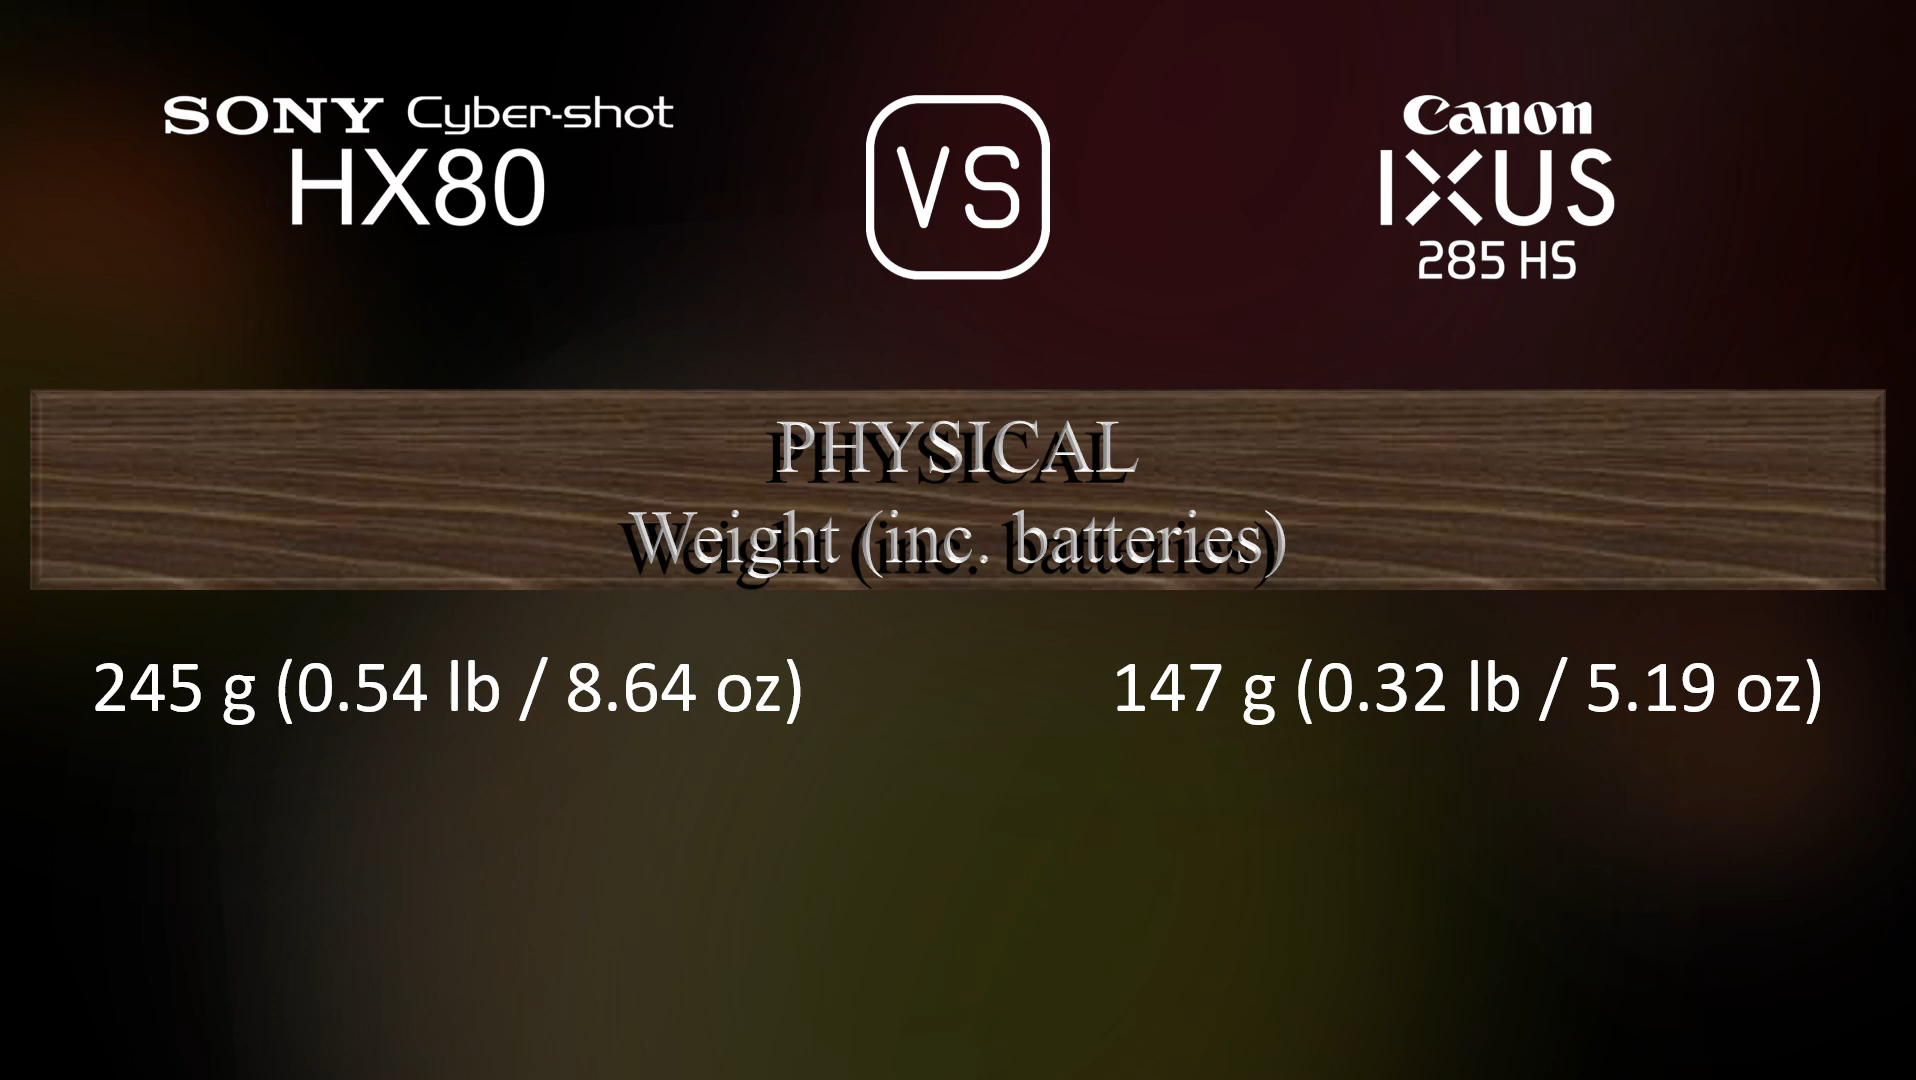 SONY Cyber-shot
HX80
VS
Canon
IXUS
285 HS
PHYSICAL
Weight (inc. batteries)
245 g (0.54 lb / 8.64 oz)
147 g (0.32 lb / 5.19 oz)